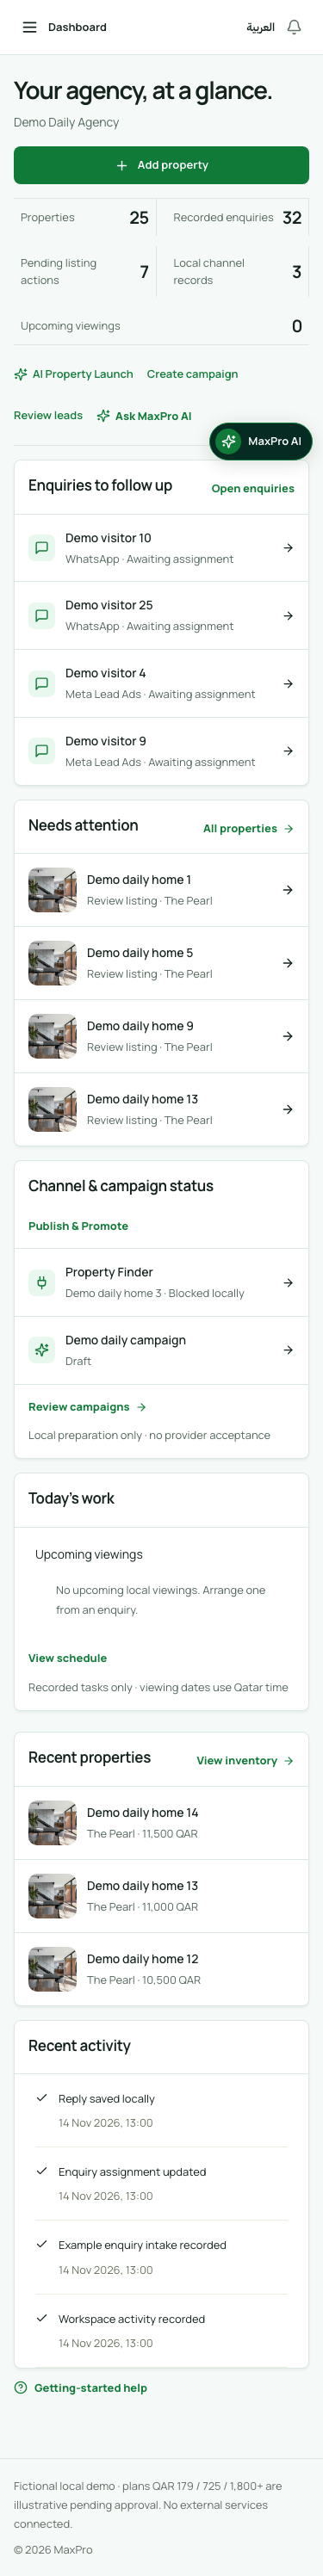 Dashboard
العربية
Your agency, at a glance.
Demo Daily Agency
Add property
Properties 25
Recorded enquiries 32
Pending listing
actions 7
Local channel
records 3
Upcoming viewings 0
AI Property Launch
Create campaign
Review leads
Ask MaxPro AI
MaxPro AI
Enquiries to follow up
Open enquiries
Demo visitor 10
WhatsApp · Awaiting assignment
Demo visitor 25
WhatsApp · Awaiting assignment
Demo visitor 4
Meta Lead Ads · Awaiting assignment
Demo visitor 9
Meta Lead Ads · Awaiting assignment
Needs attention
All properties
Demo daily home 1
Review listing · The Pearl
Demo daily home 5
Review listing · The Pearl
Demo daily home 9
Review listing · The Pearl
Demo daily home 13
Review listing · The Pearl
Channel & campaign status
Publish & Promote
Property Finder
Demo daily home 3 · Blocked locally
Demo daily campaign
Draft
Review campaigns
Local preparation only · no provider acceptance
Today's work
Upcoming viewings
No upcoming local viewings. Arrange one
from an enquiry.
View schedule
Recorded tasks only · viewing dates use Qatar time
Recent properties
View inventory
Demo daily home 14
The Pearl · 11,500 QAR
Demo daily home 13
The Pearl · 11,000 QAR
Demo daily home 12
The Pearl · 10,500 QAR
Recent activity
Reply saved locally
14 Nov 2026, 13:00
Enquiry assignment updated
14 Nov 2026, 13:00
Example enquiry intake recorded
14 Nov 2026, 13:00
Workspace activity recorded
14 Nov 2026, 13:00
Getting-started help
Fictional local demo · plans QAR 179 / 725 / 1,800+ are
illustrative pending approval. No external services
connected.
© 2026 MaxPro